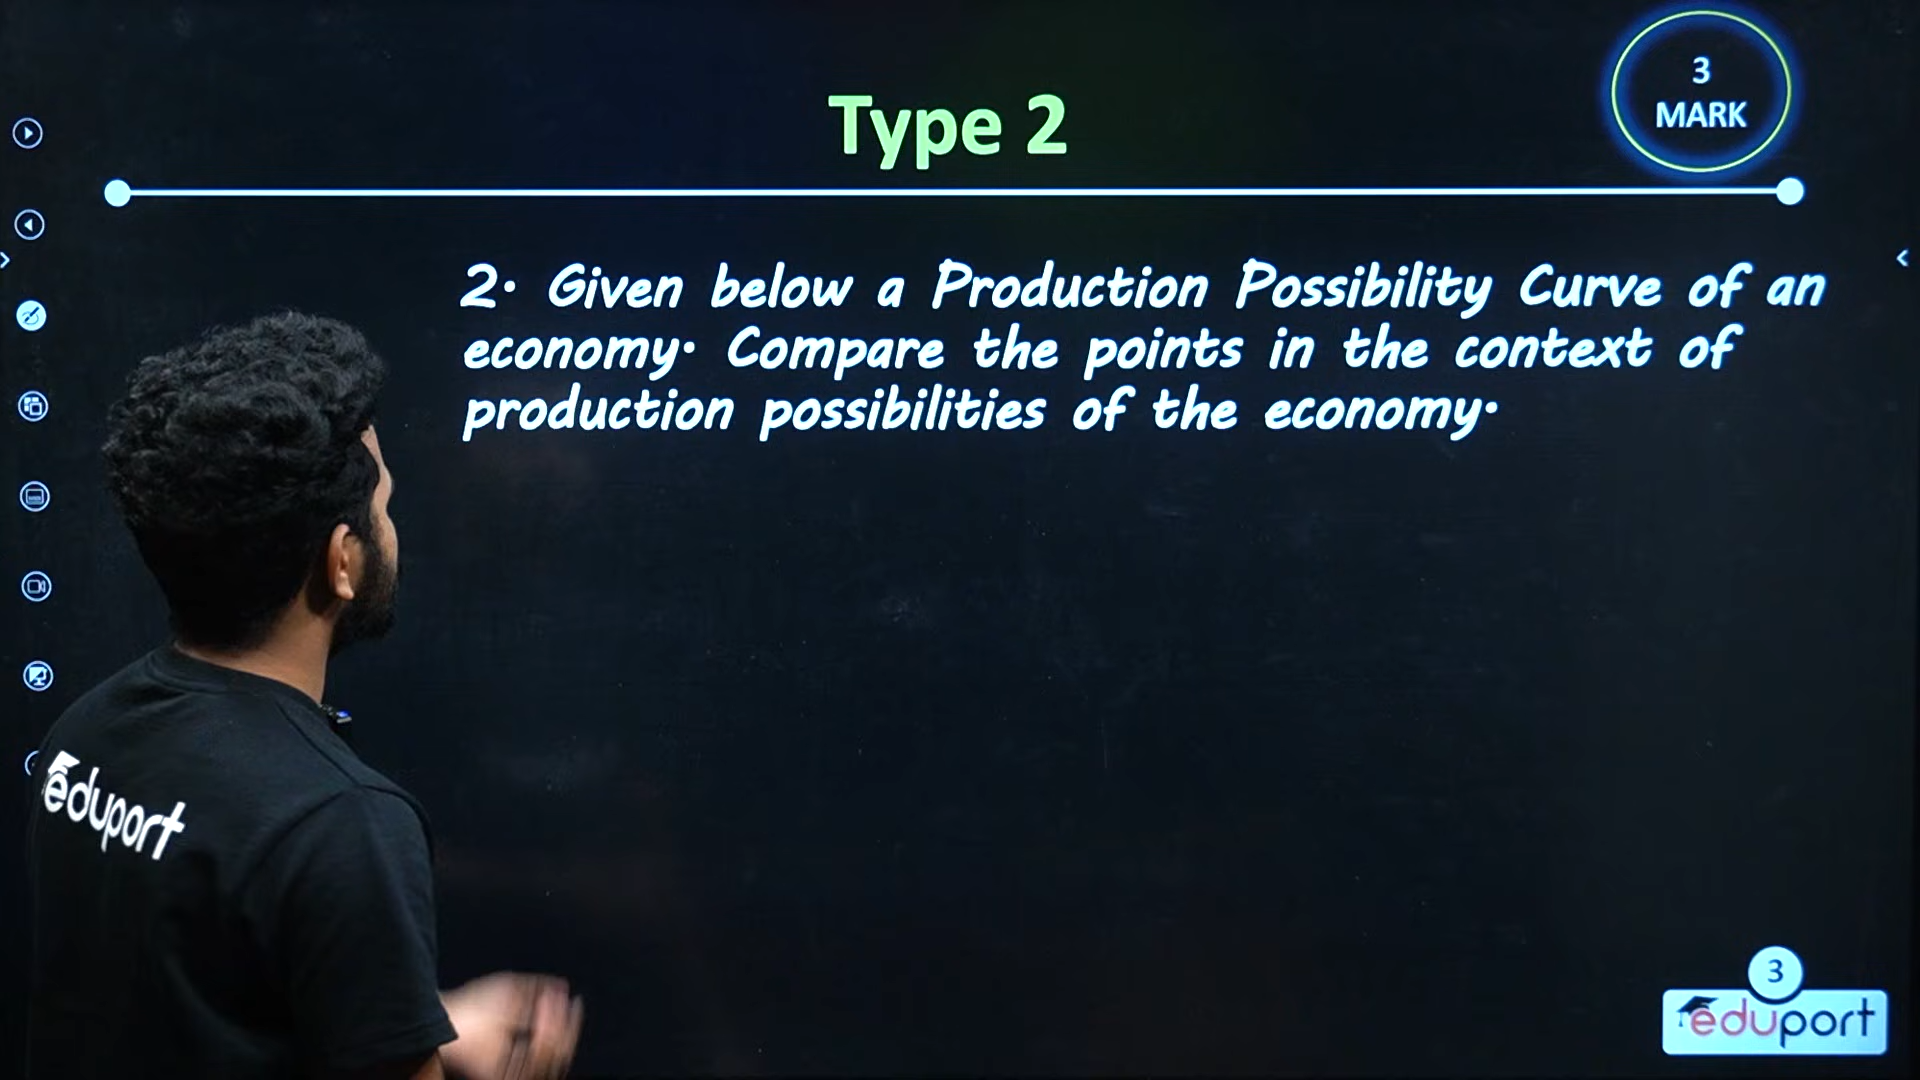 3
MARK
Type 2
2. Given below a Production Possibility Curve of an
economy. Compare the points in the context of
production possibilities of the economy.
eduport
3
eduport